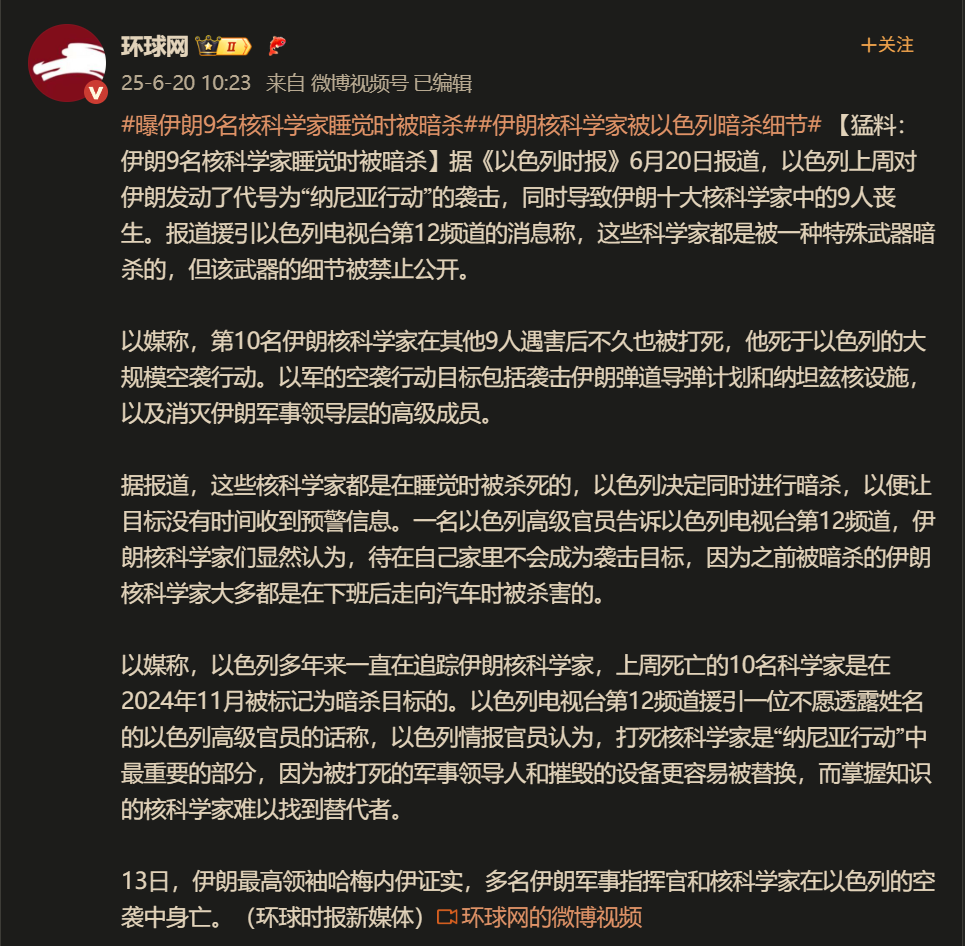 环球网 II
+关注
25-6-20 10:23 来自 微博视频号 已编辑
#曝伊朗9名核科学家睡觉时被暗杀##伊朗核科学家被以色列暗杀细节# 【猛料：
伊朗9名核科学家睡觉时被暗杀】据《以色列时报》6月20日报道，以色列上周对
伊朗发动了代号为“纳尼亚行动”的袭击，同时导致伊朗十大核科学家中的9人丧
生。报道援引以色列电视台第12频道的消息称，这些科学家都是被一种特殊武器暗
杀的，但该武器的细节被禁止公开。
以媒称，第10名伊朗核科学家在其他9人遇害后不久也被打死，他死于以色列的大
规模空袭行动。以军的空袭行动目标包括袭击伊朗弹道导弹计划和纳坦兹核设施，
以及消灭伊朗军事领导层的高级成员。
据报道，这些核科学家都是在睡觉时被杀死的，以色列决定同时进行暗杀，以便让
目标没有时间收到预警信息。一名以色列高级官员告诉以色列电视台第12频道，伊
朗核科学家们显然认为，待在自己家里不会成为袭击目标，因为之前被暗杀的伊朗
核科学家大多都是在下班后走向汽车时被杀害的。
以媒称，以色列多年来一直在追踪伊朗核科学家，上周死亡的10名科学家是在
2024年11月被标记为暗杀目标的。以色列电视台第12频道援引一位不愿透露姓名
的以色列高级官员的话称，以色列情报官员认为，打死核科学家是“纳尼亚行动”中
最重要的部分，因为被打死的军事领导人和摧毁的设备更容易被替换，而掌握知识
的核科学家难以找到替代者。
13日，伊朗最高领袖哈梅内伊证实，多名伊朗军事指挥官和核科学家在以色列的空
袭中身亡。（环球时报新媒体） 环球网的微博视频